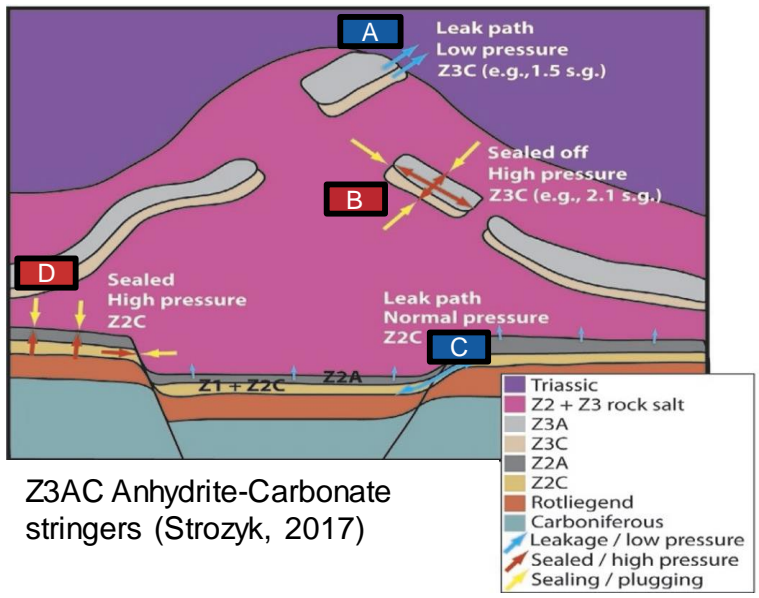 A
Leak path
Low pressure
Z3C (e.g.,1.5 s.g.)
Sealed off
High pressure
Z3C (e.g., 2.1 s.g.)
B
D
Sealed
High pressure
Z2C
Leak path
Normal pressure
Z2C
C
Z1 + Z2C
Z2A
Triassic
Z2 + Z3 rock salt
Z3A
Z3C
Z2A
Z2C
Rotliegend
Carboniferous
Leakage / low pressure
Sealed / high pressure
Sealing / plugging
Z3AC Anhydrite-Carbonate
stringers (Strozyk, 2017)